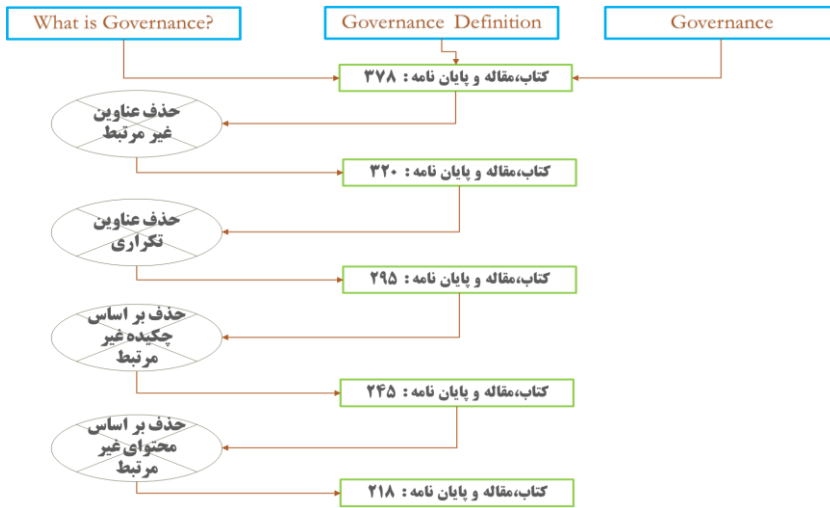 What is Governance?
Governance Definition
Governance
کتاب،مقاله و پایان نامه : ۳۷۸
حذف عناوین
غیر مرتبط
کتاب،مقاله و پایان نامه : ۳۲۰
حذف عناوین
تکراری
کتاب،مقاله و پایان نامه : ۲۹۵
حذف بر اساس
چکیده غیر
مرتبط
کتاب،مقاله و پایان نامه : ۲۴۵
حذف بر اساس
محتوای غیر
مرتبط
کتاب،مقاله و پایان نامه : ۲۱۸